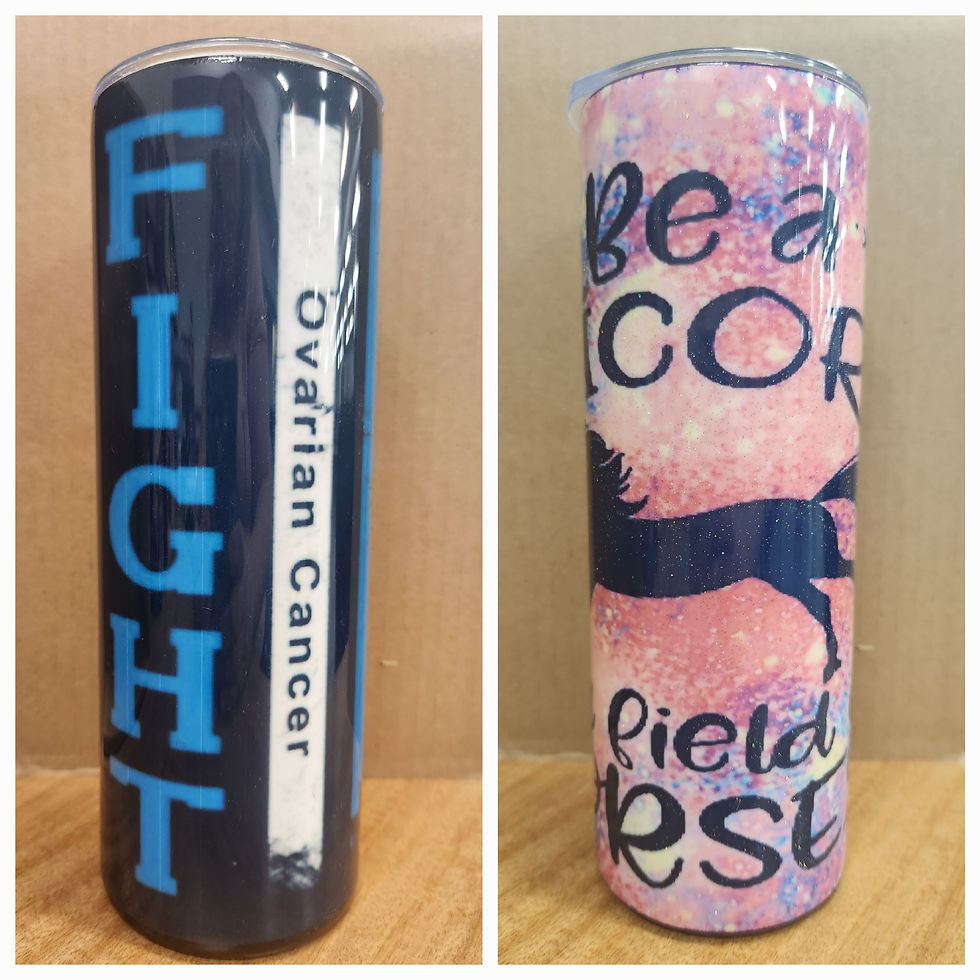 FIGHT
Ovarian Cancer
Be a
ICOR
field
RSE